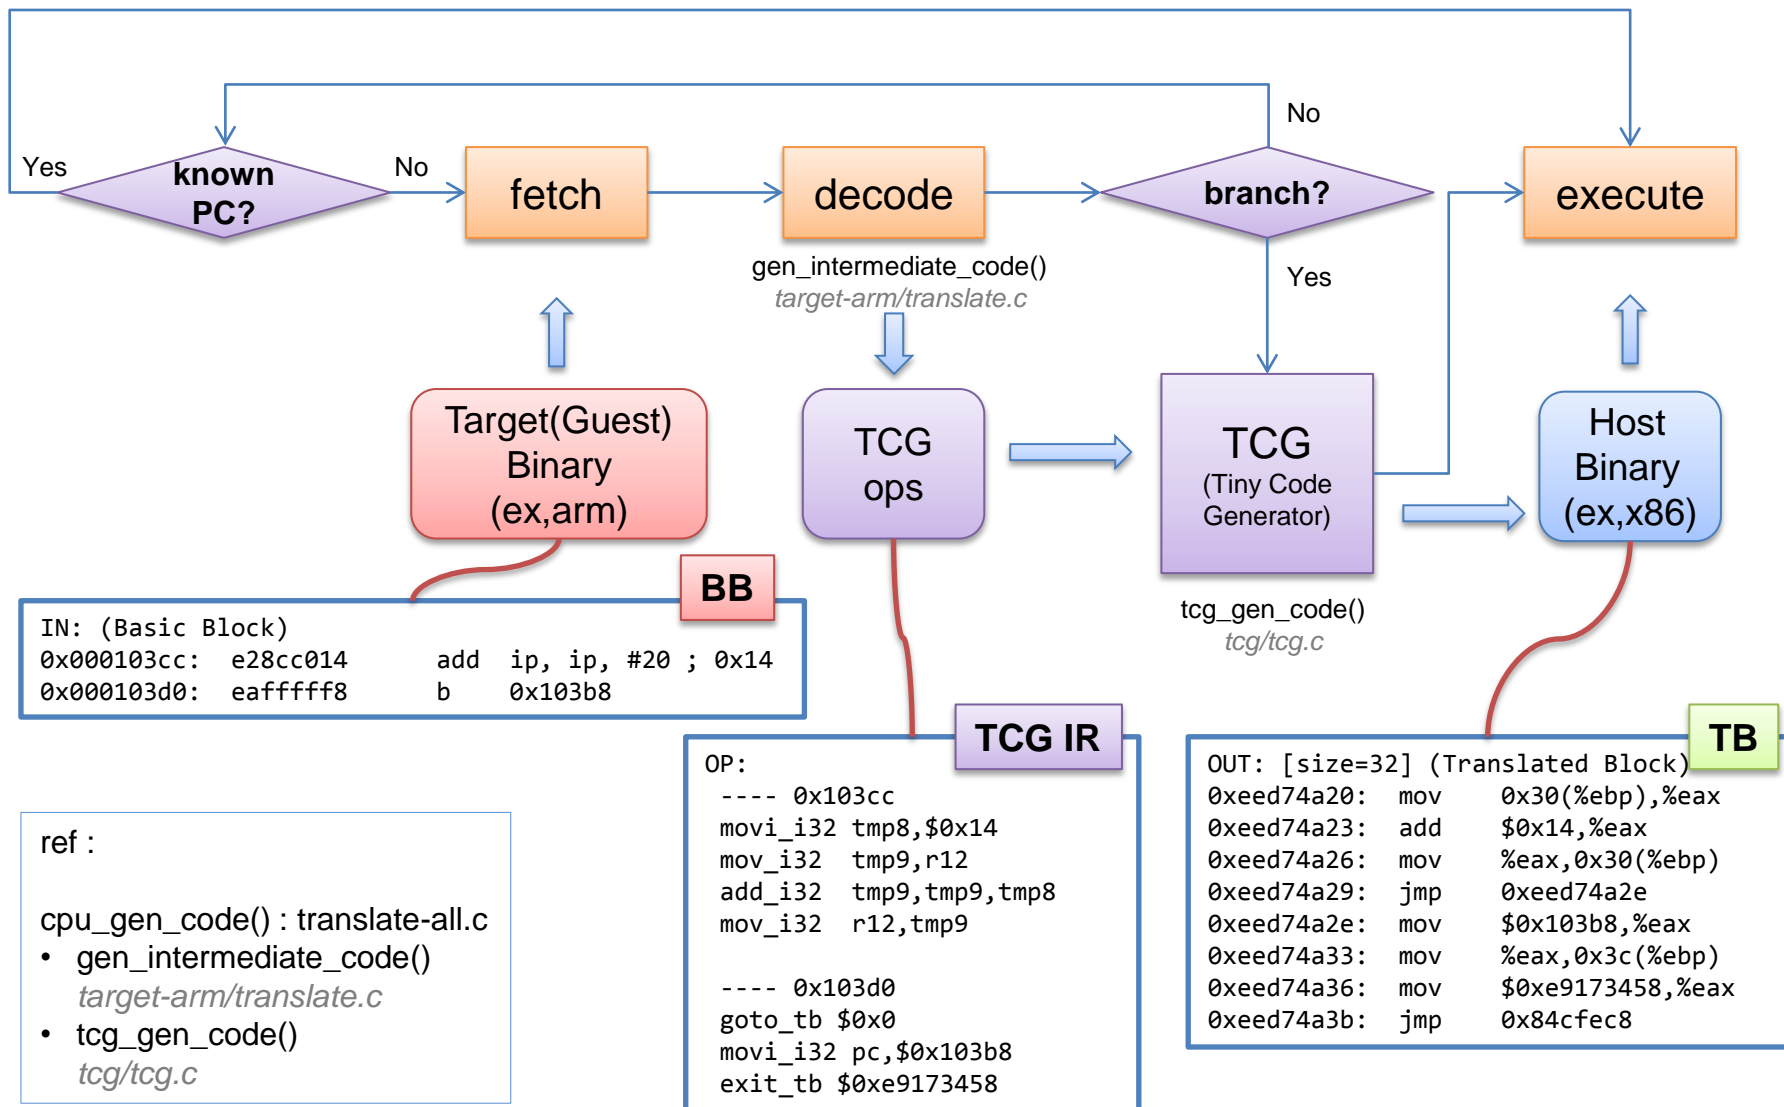 No
Yes
known
PC?
No
fetch
decode
branch?
execute
gen_intermediate_code()
target-arm/translate.c
Yes
Target(Guest)
Binary
(ex,arm)
TCG
ops
TCG
(Tiny Code
Generator)
Host
Binary
(ex,x86)
tcg_gen_code()
tcg/tcg.c
BB
IN: (Basic Block)
0x000103cc:  e28cc014      add  ip, ip, #20 ; 0x14
0x000103d0:  eafffff8      b    0x103b8
TCG IR
OP:
 ---- 0x103cc
 movi_i32 tmp8,$0x14
 mov_i32  tmp9,r12
 add_i32  tmp9,tmp9,tmp8
 mov_i32  r12,tmp9
 ---- 0x103d0
 goto_tb $0x0
 movi_i32 pc,$0x103b8
 exit_tb $0xe9173458
TB
OUT: [size=32] (Translated Block)
0xeed74a20:  mov    0x30(%ebp),%eax
0xeed74a23:  add    $0x14,%eax
0xeed74a26:  mov    %eax,0x30(%ebp)
0xeed74a29:  jmp    0xeed74a2e
0xeed74a2e:  mov    $0x103b8,%eax
0xeed74a33:  mov    %eax,0x3c(%ebp)
0xeed74a36:  mov    $0xe9173458,%eax
0xeed74a3b:  jmp    0x84cfec8
ref :
cpu_gen_code() : translate-all.c
• gen_intermediate_code()
target-arm/translate.c
• tcg_gen_code()
tcg/tcg.c